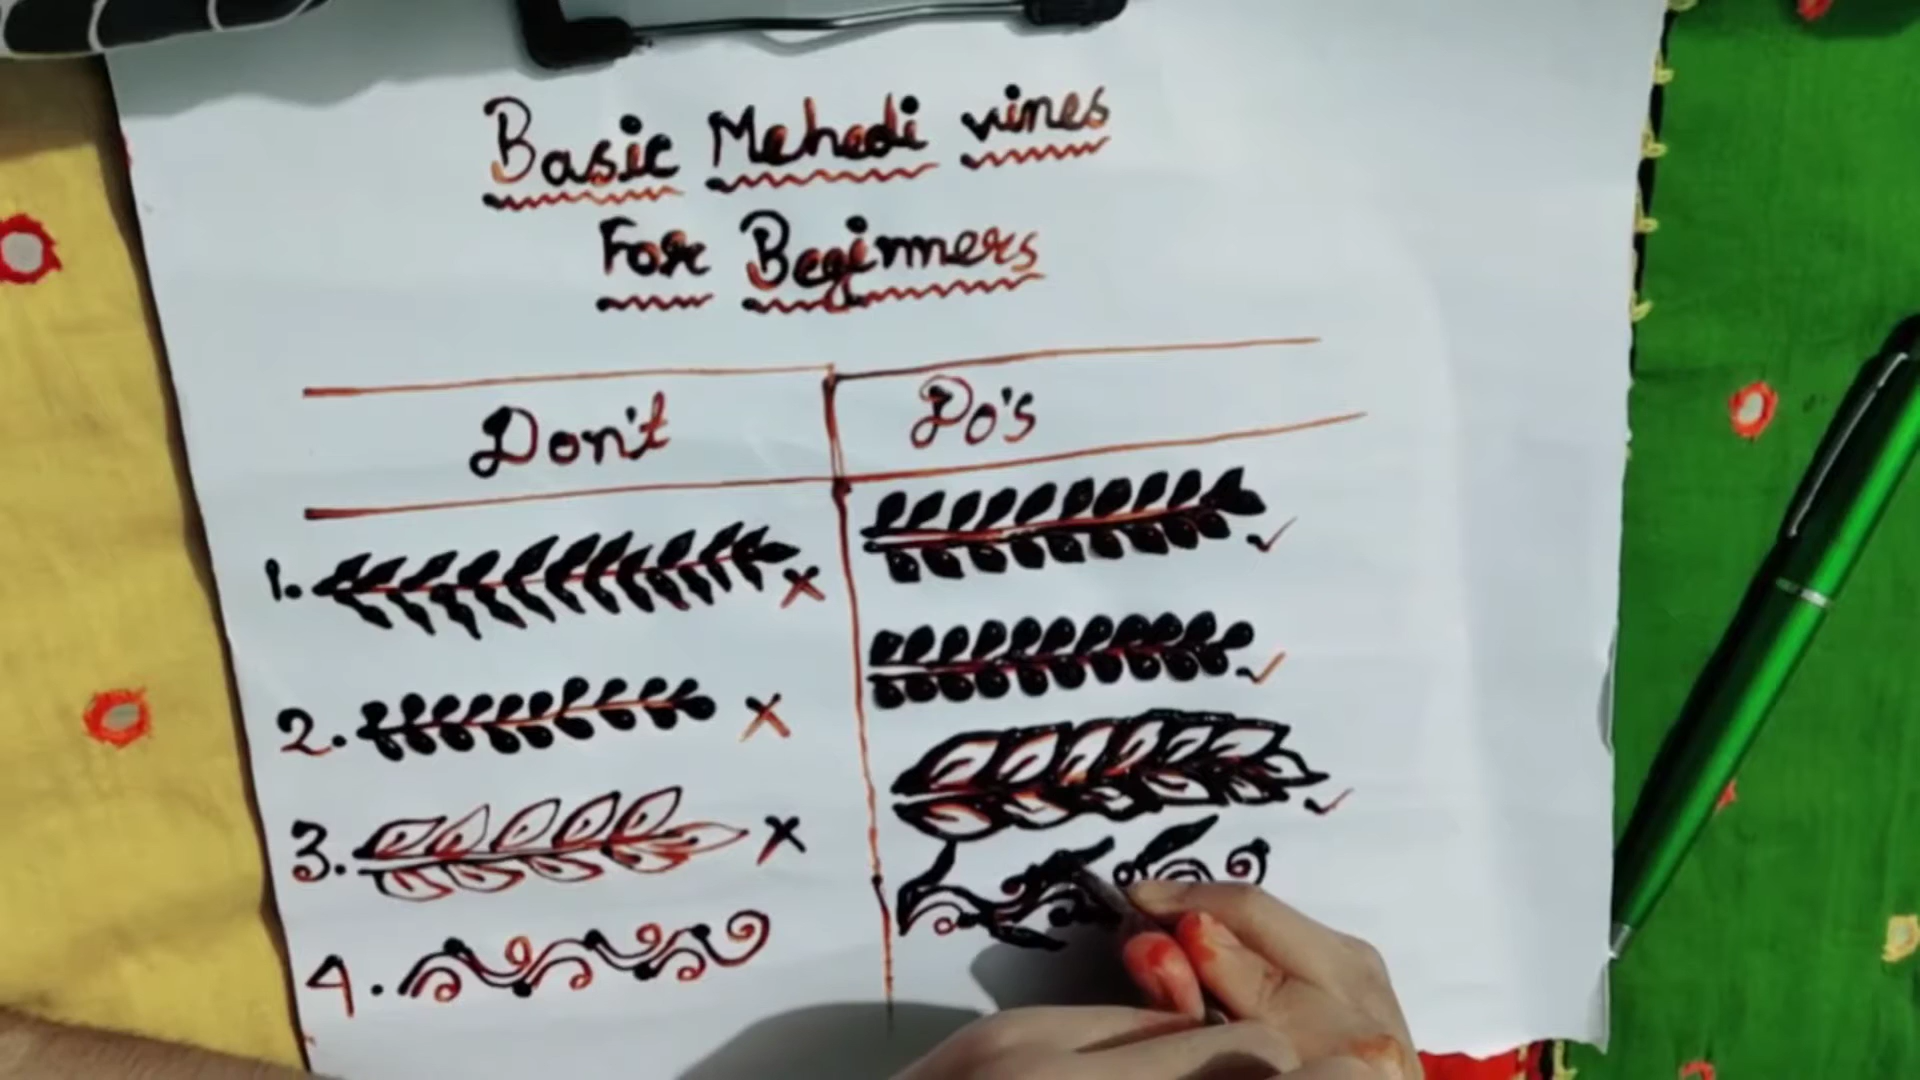 Basic Mehedi vines
For Beginners
Don't Do's
1.
2.
3.
4.